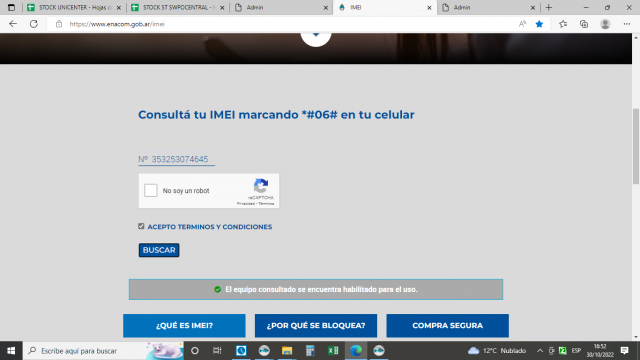 STOCK UNICENTER - Hojas d
STOCK ST SWPOCENTRAL -
Admin
IMEI
Admin
https://www.enacom.gob.ar/imei
Consultá tu IMEI marcando *#06# en tu celular
Nº 353253074645
No soy un robot
reCAPTCHA
Privacidad - Términos
ACEPTO TERMINOS Y CONDICIONES
BUSCAR
El equipo consultado se encuentra habilitado para el uso.
¿QUÉ ES IMEI?
¿POR QUÉ SE BLOQUEA?
COMPRA SEGURA
Escribe aquí para buscar
12°C Nublado
ESP
16:52
30/10/2022